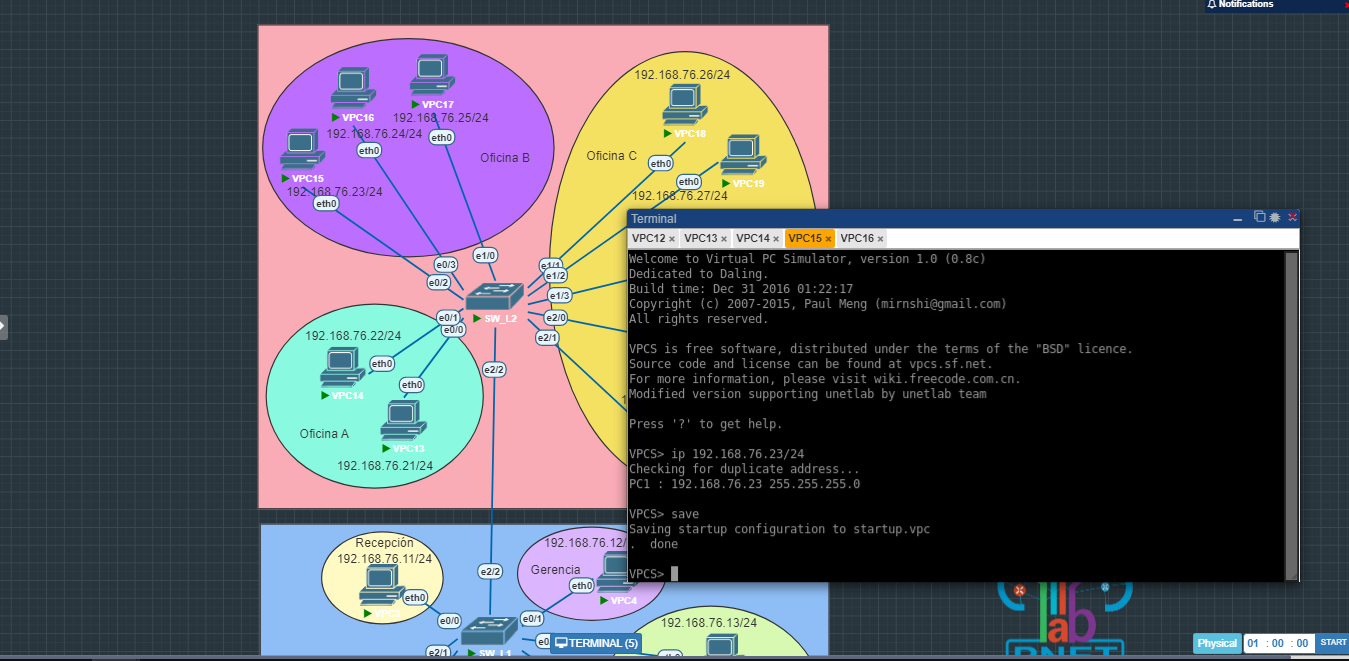 Notifications
192.168.76.26/24
VPC17
VPC16
192.168.76.25/24
192.168.76.24/24
eth0
eth0
VPC18
Oficina B
Oficina C
eth0
VPC15
192.168.76.23/24
eth0
eth0
VPC19
192.168.76.27/24
e1/0
e0/3
e0/2
e1/1
e1/2
e1/3
e0/1
SW_L2
e2/0
e0/0
e2/1
192.168.76.22/24
eth0
e2/2
VPC14
eth0
Oficina A
VPC13
192.168.76.21/24
Terminal
VPC12 ×
VPC13 ×
VPC14 ×
VPC15 ×
VPC16 ×
Welcome to Virtual PC Simulator, version 1.0 (0.8c)
Dedicated to Daling.
Build time: Dec 31 2016 01:22:17
Copyright (c) 2007-2015, Paul Meng (mirnshi@gmail.com)
All rights reserved.
VPCS is free software, distributed under the terms of the "BSD" licence.
Source code and license can be found at vpcs.sf.net.
For more information, please visit wiki.freecode.com.cn.
Modified version supporting unetlab by unetlab team
Press '?' to get help.
VPCS> ip 192.168.76.23/24
Checking for duplicate address...
PC1 : 192.168.76.23 255.255.255.0
VPCS> save
Saving startup configuration to startup.vpc
.  done
VPCS>
Recepción
192.168.76.11/24
eth0
e0/0
e2/2
192.168.76.12/
Gerencia
eth0
VPC4
e0/1
SW_L1
e2/1
192.168.76.13/24
TERMINAL (5)
lab
PNET
Physical
01 : 00 : 00
START